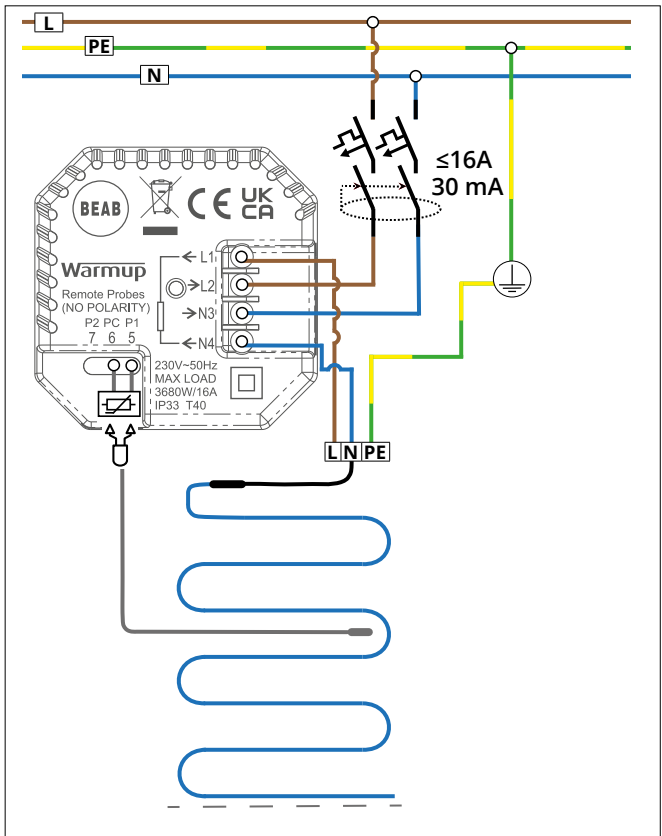 L
PE
N
≤16A
30 mA
BEAB
CE UK
CA
Warmup
Remote Probes
(NO POLARITY)
P2 PC P1
7 6 5
L1
L2
N3
N4
230V~50Hz
MAX LOAD
3680W/16A
IP33 T40
L N PE